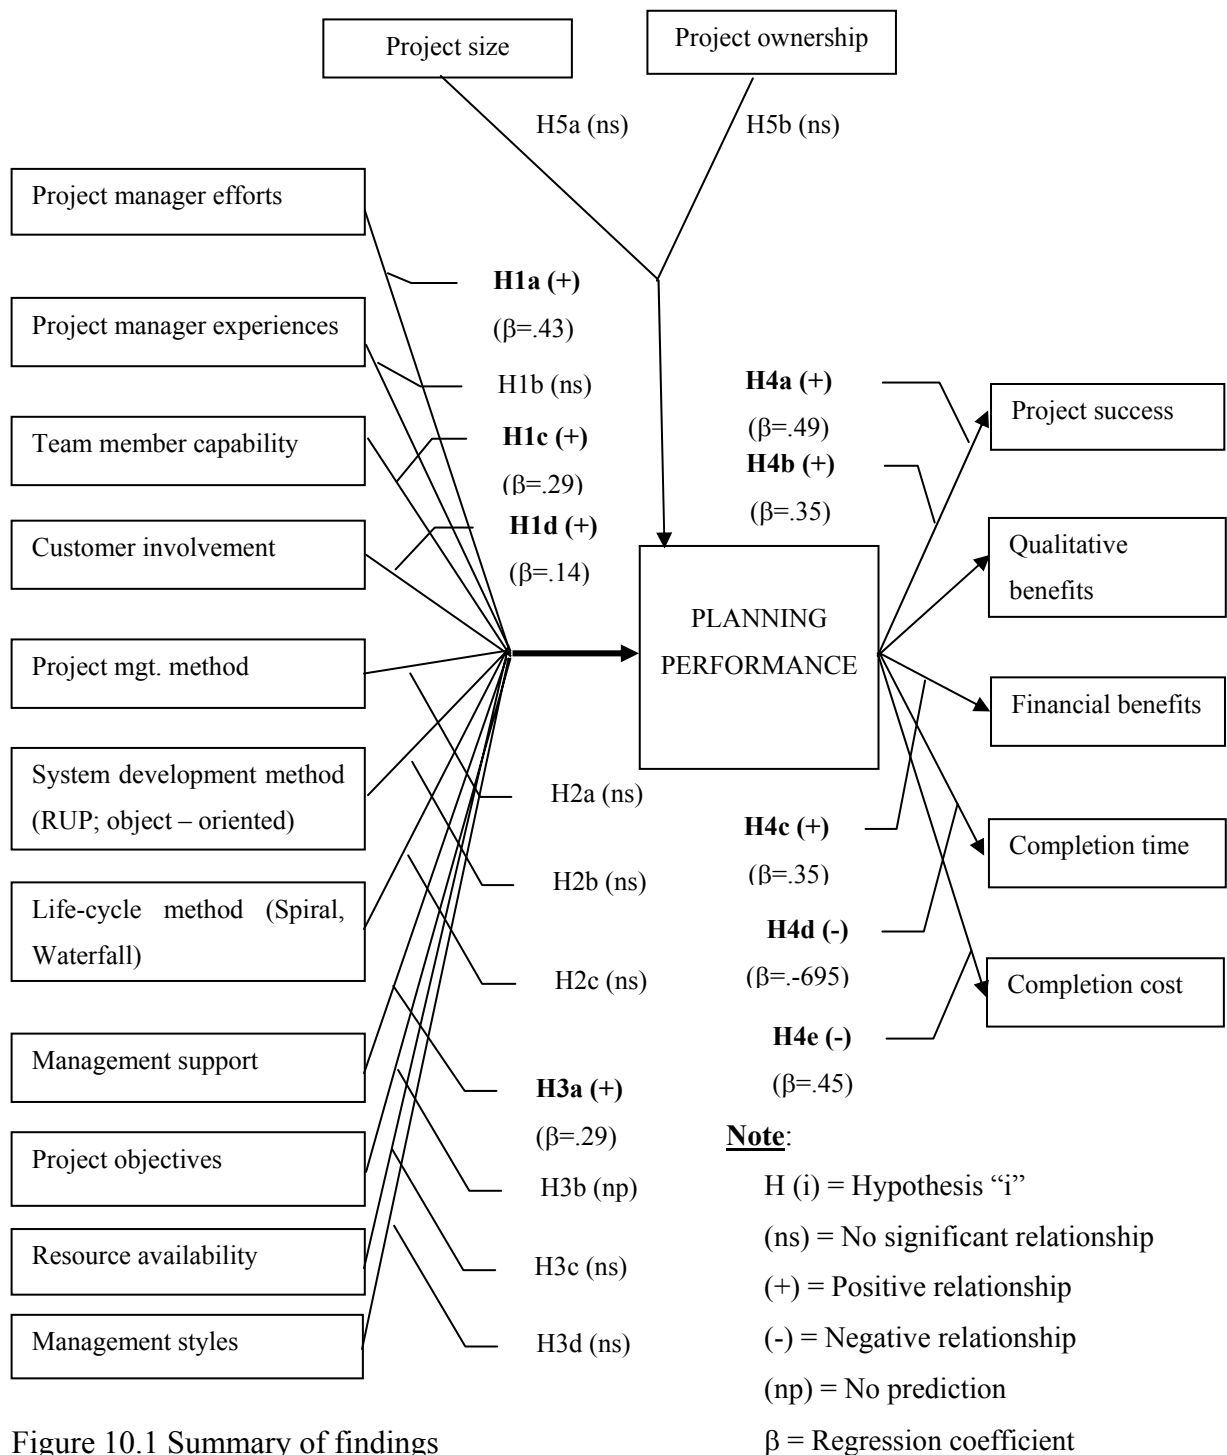 Project size
Project ownership
H5a (ns)
H5b (ns)
Project manager efforts
H1a (+)
(β=.43)
Project manager experiences
H1b (ns)
Team member capability
H1c (+)
(β=.29)
Customer involvement
H1d (+)
(β=.14)
Project mgt. method
System development method
(RUP; object – oriented)
Life-cycle method (Spiral,
Waterfall)
Management support
Project objectives
Resource availability
Management styles
H2a (ns)
H2b (ns)
H2c (ns)
H3a (+)
(β=.29)
H3b (np)
H3c (ns)
H3d (ns)
PLANNING
PERFORMANCE
H4a (+)
(β=.49)
H4b (+)
(β=.35)
H4c (+)
(β=.35)
H4d (-)
(β=.-695)
H4e (-)
(β=.45)
Project success
Qualitative
benefits
Financial benefits
Completion time
Completion cost
Note:
H (i) = Hypothesis “i”
(ns) = No significant relationship
(+) = Positive relationship
(-) = Negative relationship
(np) = No prediction
β = Regression coefficient
Figure 10.1 Summary of findings